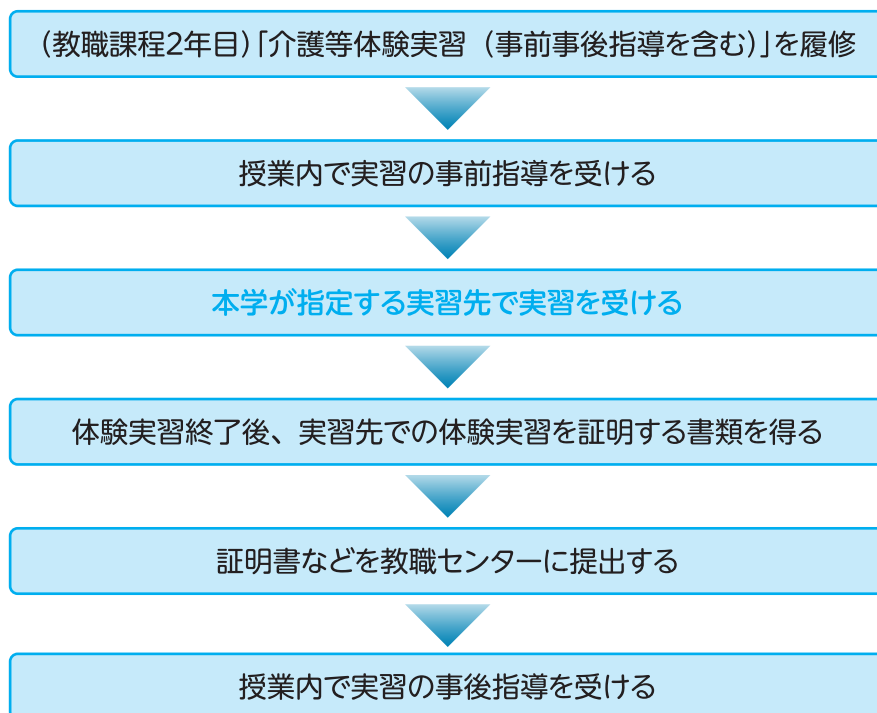 （教職課程2年目）「介護等体験実習（事前事後指導を含む）」を履修
授業内で実習の事前指導を受ける
本学が指定する実習先で実習を受ける
体験実習終了後、実習先での体験実習を証明する書類を得る
証明書などを教職センターに提出する
授業内で実習の事後指導を受ける